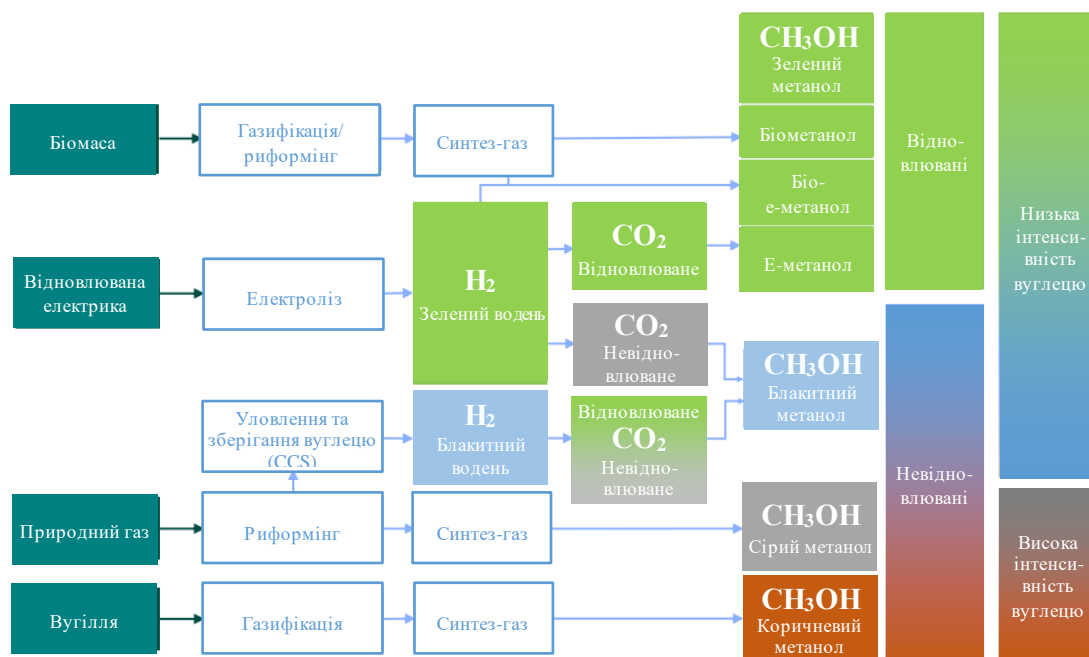 CH₃OH
Зелений
метанол
Біомаса
Газифікація/
риформінг
Синтез-газ
Біометанол
Відно-
влювані
Біо-
е-метанол
Низька
інтенси-
вність
вуглецю
Відновлювана
електрика
Електроліз
H₂
Зелений водень
CO₂
Відновлюване
Е-метанол
CO₂
Невідно-
влюване
CH₃OH
Блакитний
метанол
Уловлення та
зберігання вуглецю
(CCS)
H₂
Блакитний
водень
Відновлюване
CO₂
Невідно-
влюване
Невідно-
влювані
Природний газ
Риформінг
Синтез-газ
CH₃OH
Сірий метанол
Висока
інтенси-
вність
вуглецю
Вугілля
Газифікація
Синтез-газ
CH₃OH
Коричневий
метанол